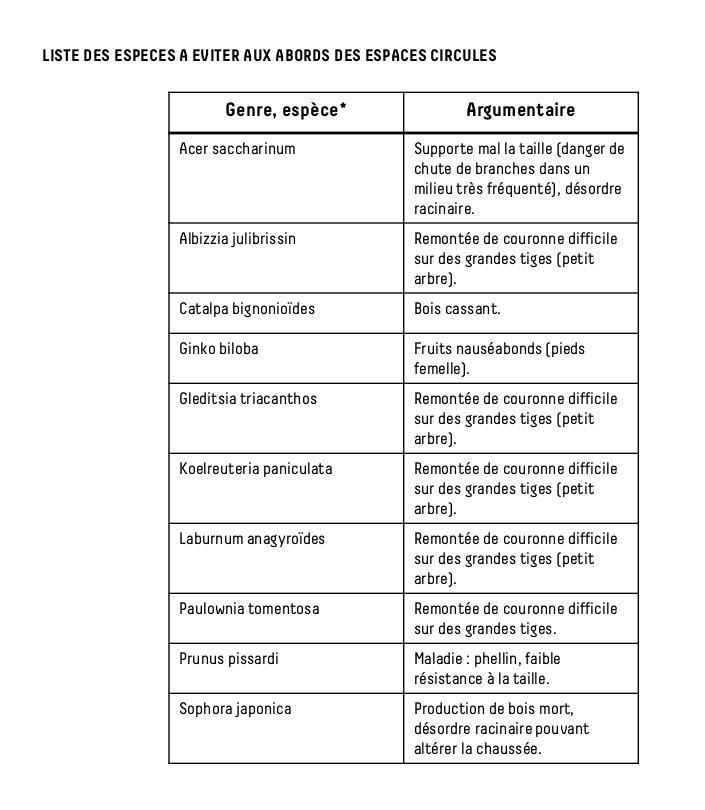 LISTE DES ESPECES A EVITER AUX ABORDS DES ESPACES CIRCULES
Genre, espèce*
Argumentaire
Acer saccharinum
Supporte mal la taille (danger de
chute de branches dans un
milieu très fréquenté), désordre
racinaire.
Albizzia julibrissin
Remontée de couronne difficile
sur des grandes tiges (petit
arbre).
Catalpa bignonioïdes
Bois cassant.
Ginko biloba
Fruits nauséabonds (pieds
femelle).
Gleditsia triacanthos
Remontée de couronne difficile
sur des grandes tiges (petit
arbre).
Koelreuteria paniculata
Remontée de couronne difficile
sur des grandes tiges (petit
arbre).
Laburnum anagyroïdes
Remontée de couronne difficile
sur des grandes tiges (petit
arbre).
Paulownia tomentosa
Remontée de couronne difficile
sur des grandes tiges.
Prunus pissardi
Maladie : phellin, faible
résistance à la taille.
Sophora japonica
Production de bois mort,
désordre racinaire pouvant
altérer la chaussée.